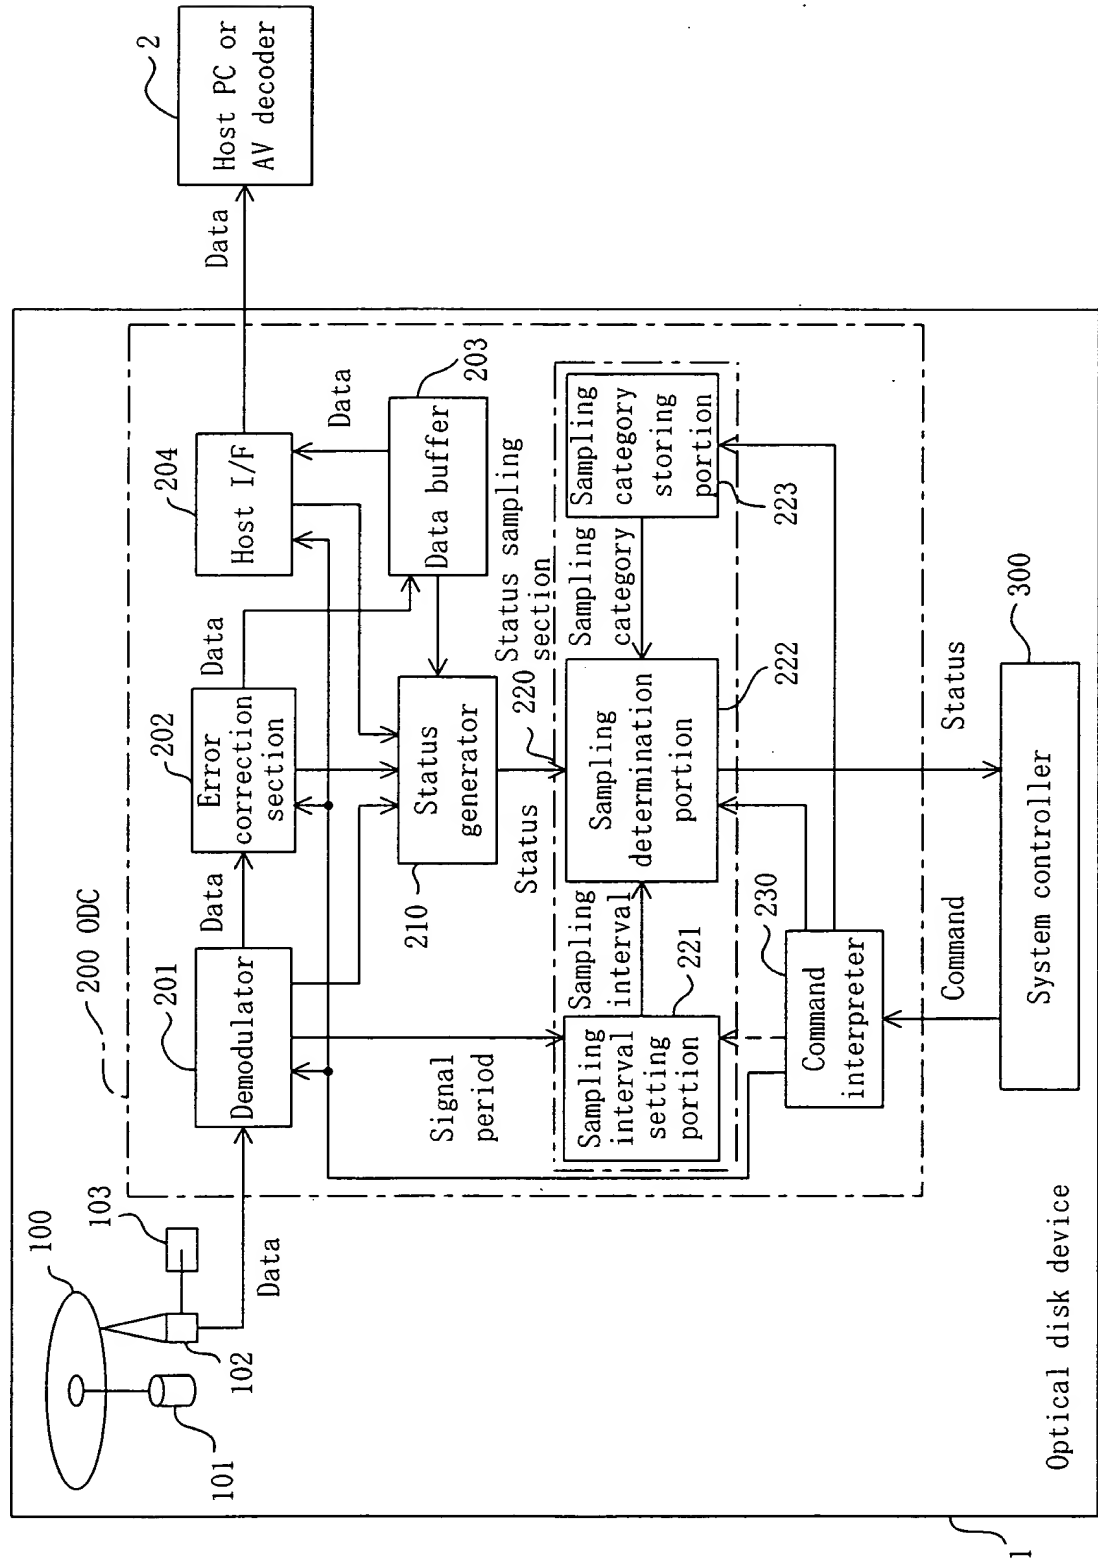 100
103
102
101
Data
200 ODC
201
Demodulator
Data
202
Error
correction
section
Data
204
Host I/F
Data
203
Data buffer
Data
2
Host PC or
AV decoder
Signal
period
210
Status
generator
Status
220
Status sampling
section
Sampling
interval
setting
portion
221
Sampling
interval
Sampling
determination
portion
222
Sampling
category
Sampling
category
storing
portion
223
230
Command
interpreter
Command
Status
300
System controller
Optical disk device
1